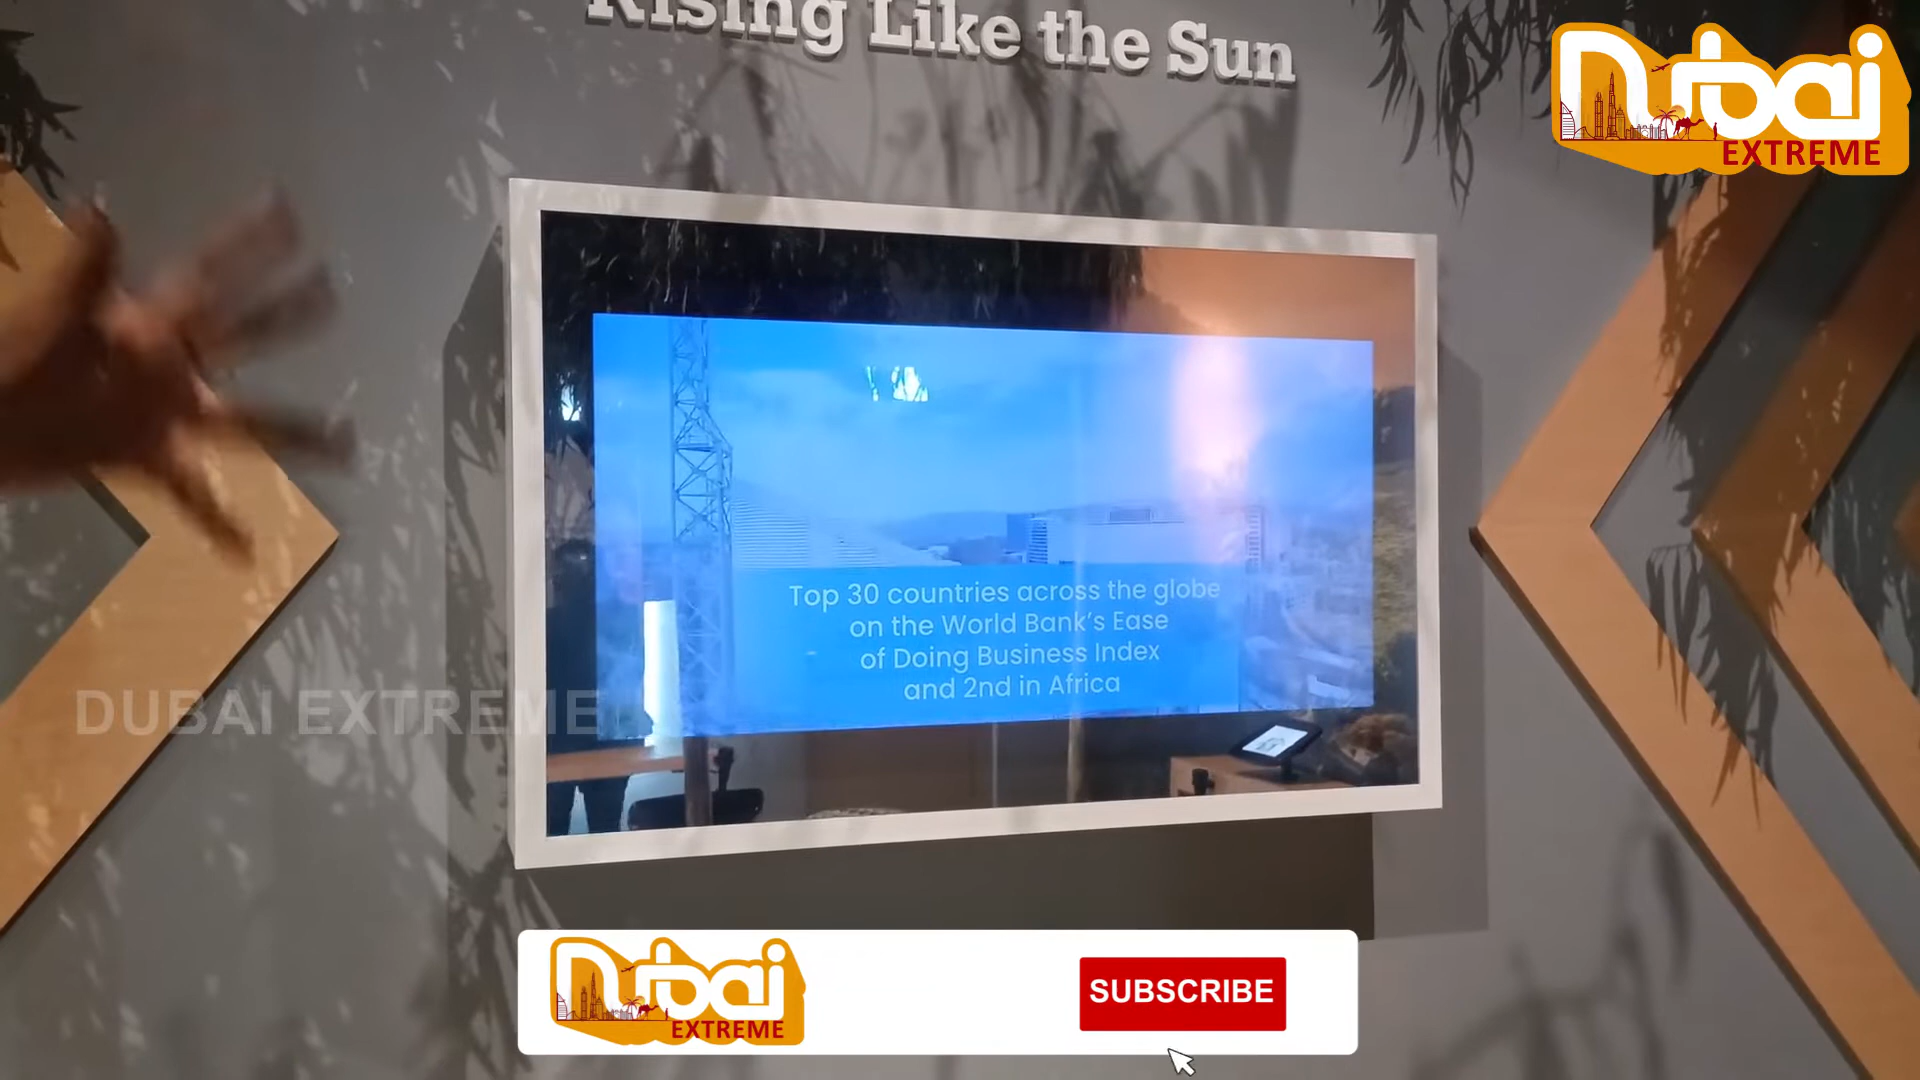 Rising Like the Sun
Dubai
EXTREME
Top 30 countries across the globe
on the World Bank's Ease
of Doing Business Index
and 2nd in Africa
DUBAI EXTREME
Dubai
EXTREME
SUBSCRIBE